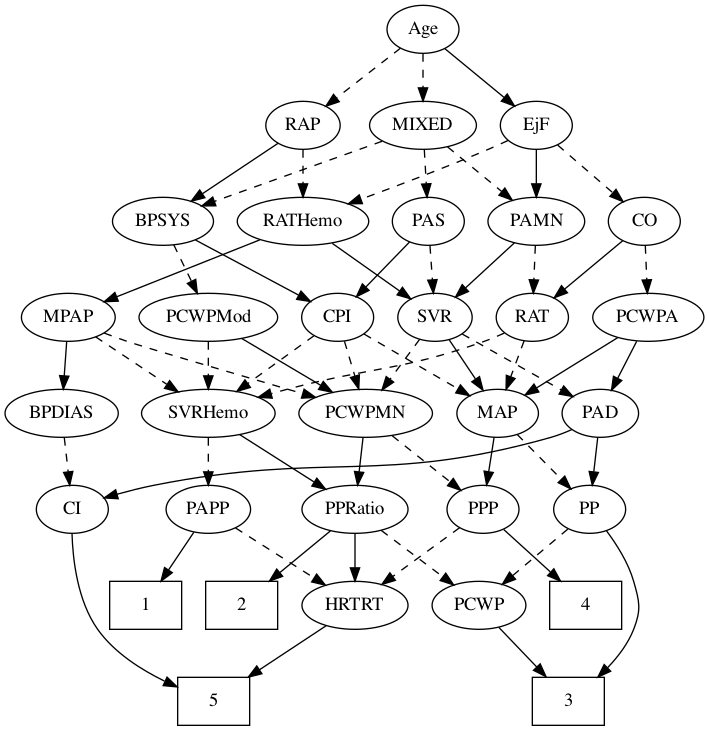 Age
RAP MIXED EjF
BPSYS RATHemo PAS PAMN CO
MPAP PCWPMod CPI SVR RAT PCWPA
BPDIAS SVRHemo PCWPMN MAP PAD
CI PAPP PPRatio PPP PP
1 2 HRTRT PCWP 4
5 3